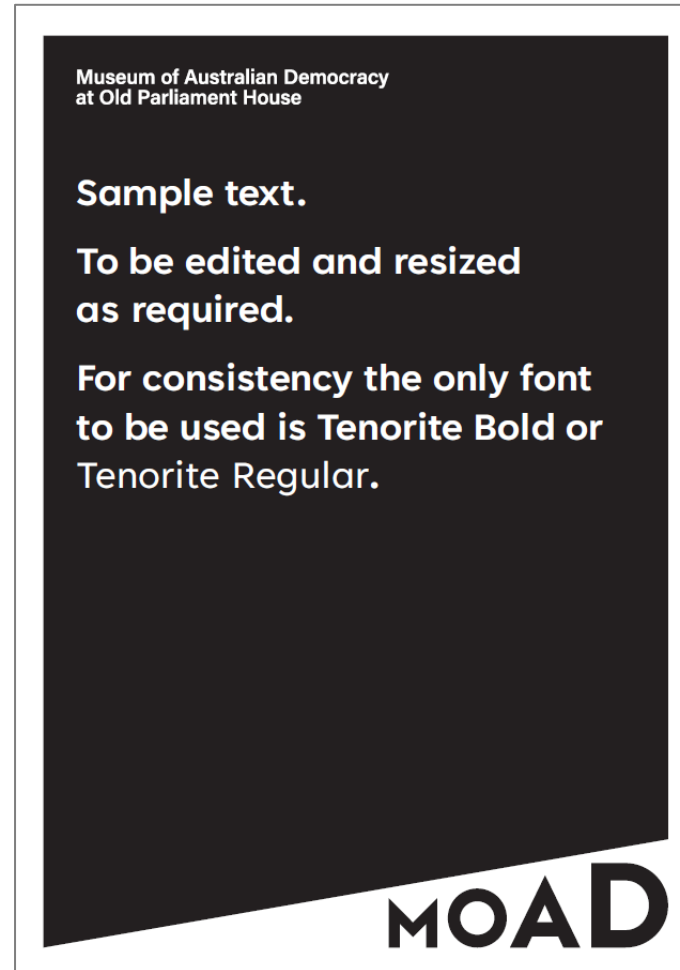 Museum of Australian Democracy
at Old Parliament House
Sample text.
To be edited and resized
as required.
For consistency the only font
to be used is Tenorite Bold or
Tenorite Regular.
MOAD